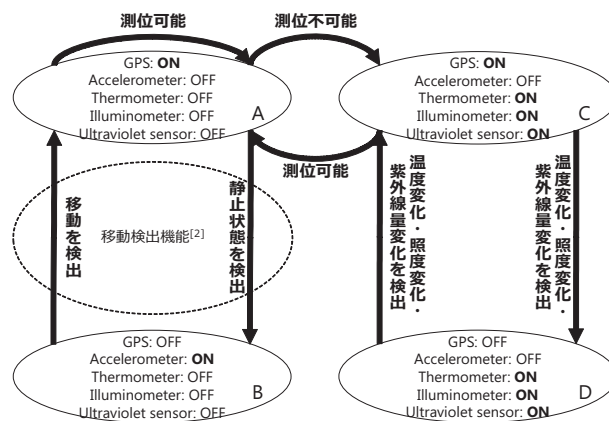 測位可能
測位不可能
GPS: ON
Accelerometer: OFF
Thermometer: OFF
Illuminometer: OFF
Ultraviolet sensor: OFF
A
GPS: ON
Accelerometer: OFF
Thermometer: ON
Illuminometer: ON
Ultraviolet sensor: ON
C
測位可能
移動を検出
移動検出機能[2]
静止状態を検出
温度変化・照度変化・
紫外線量変化を検出
温度変化・照度変化・
紫外線量変化を検出
GPS: OFF
Accelerometer: ON
Thermometer: OFF
Illuminometer: OFF
Ultraviolet sensor: OFF
B
GPS: OFF
Accelerometer: OFF
Thermometer: ON
Illuminometer: ON
Ultraviolet sensor: ON
D